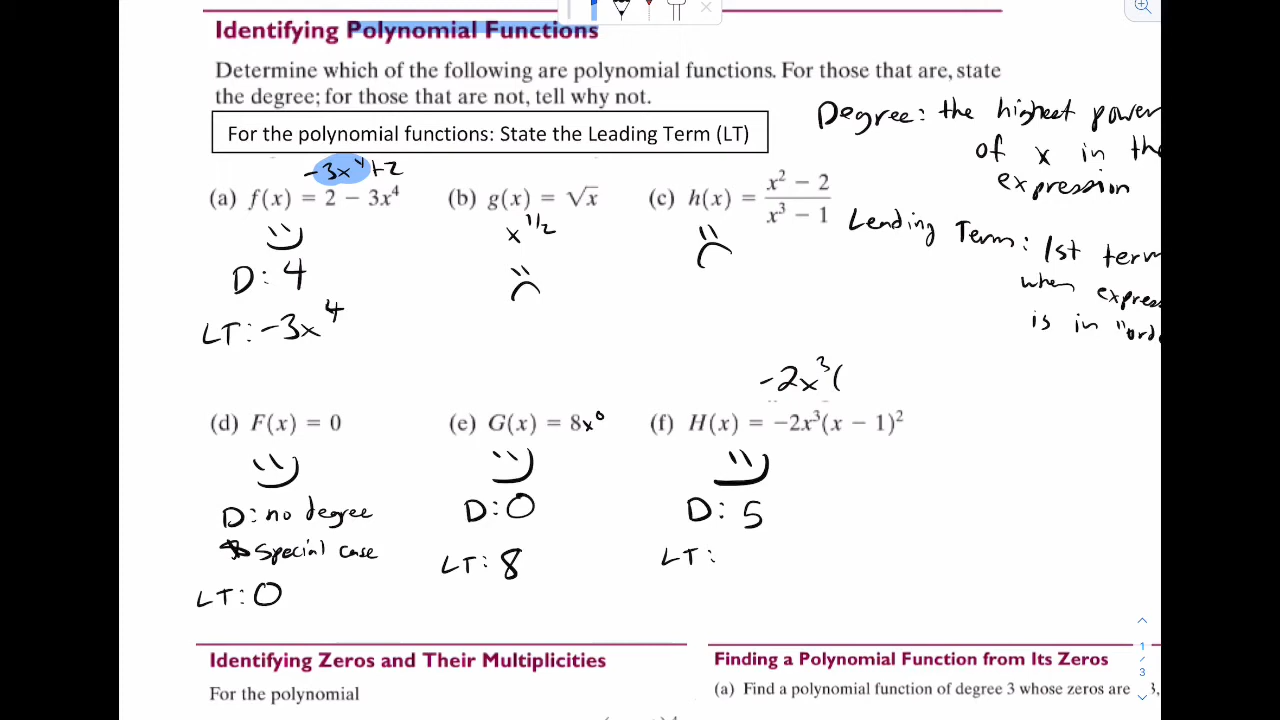 Identifying Polynomial Functions
Determine which of the following are polynomial functions. For those that are, state
the degree; for those that are not, tell why not.
For the polynomial functions: State the Leading Term (LT)
Degree: the highest power
of x in the
expression
-3x⁴+2
(a) f(x) = 2 − 3x⁴ (b) g(x) = √x (c) h(x) = (x² − 2)/(x³ − 1)
x^1/2
D: 4
LT: -3x⁴
Leading Term: 1st term
when expres
is in "ord
-2x³(
(d) F(x) = 0 (e) G(x) = 8x⁰ (f) H(x) = −2x³(x − 1)²
D: no degree
special case
LT: 0
D: 0
LT: 8
D: 5
LT:
1
3
Identifying Zeros and Their Multiplicities
For the polynomial
Finding a Polynomial Function from Its Zeros
(a) Find a polynomial function of degree 3 whose zeros are 3,